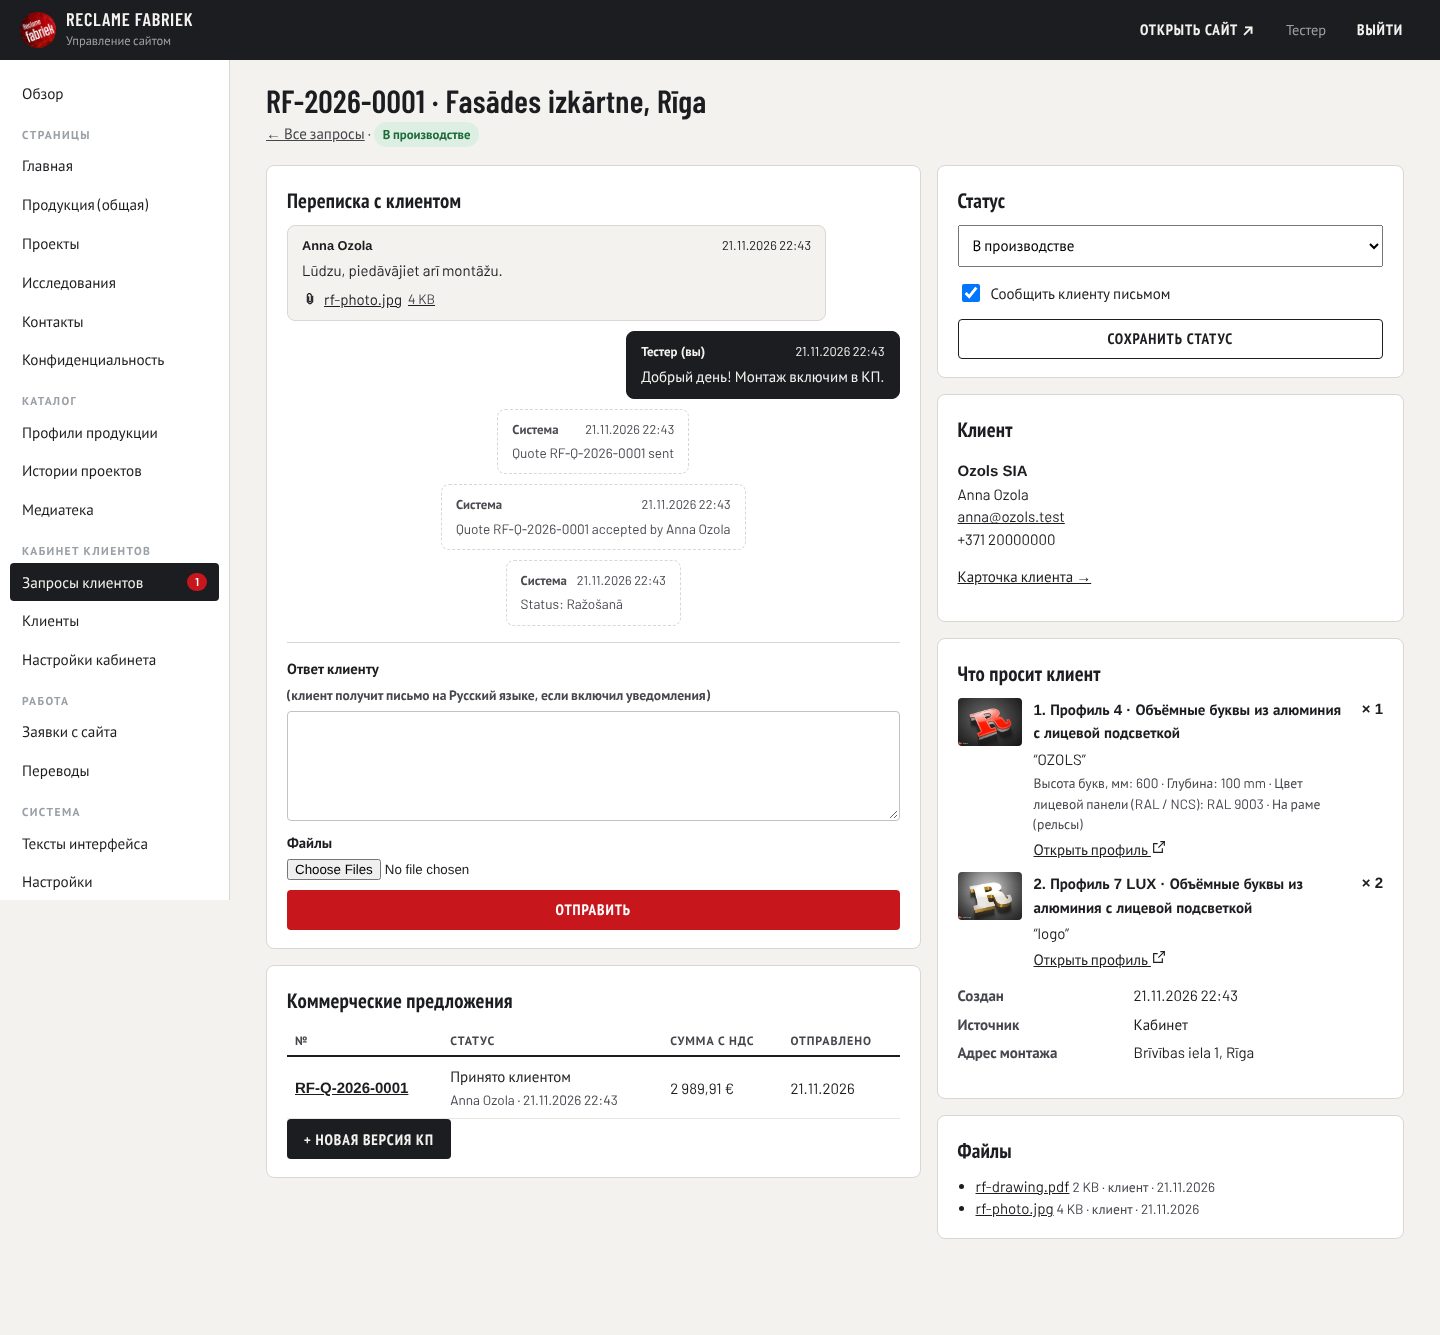 RECLAME FABRIEK
Управление сайтом
ОТКРЫТЬ САЙТ ↗
Тестер
ВЫЙТИ
Обзор
СТРАНИЦЫ
Главная
Продукция (общая)
Проекты
Исследования
Контакты
Конфиденциальность
КАТАЛОГ
Профили продукции
Истории проектов
Медиатека
КАБИНЕТ КЛИЕНТОВ
Запросы клиентов 1
Клиенты
Настройки кабинета
РАБОТА
Заявки с сайта
Переводы
СИСТЕМА
Тексты интерфейса
Настройки
RF-2026-0001 · Fasādes izkārtne, Rīga
← Все запросы · В производстве
Переписка с клиентом
Anna Ozola 21.11.2026 22:43
Lūdzu, piedāvājiet arī montāžu.
rf-photo.jpg 4 KB
Тестер (вы) 21.11.2026 22:43
Добрый день! Монтаж включим в КП.
Система 21.11.2026 22:43
Quote RF-Q-2026-0001 sent
Система 21.11.2026 22:43
Quote RF-Q-2026-0001 accepted by Anna Ozola
Система 21.11.2026 22:43
Status: Ražošanā
Ответ клиенту
(клиент получит письмо на Русский языке, если включил уведомления)
Файлы
Choose Files No file chosen
ОТПРАВИТЬ
Коммерческие предложения
№ СТАТУС СУММА С НДС ОТПРАВЛЕНО
RF-Q-2026-0001 Принято клиентом 2 989,91 € 21.11.2026
Anna Ozola · 21.11.2026 22:43
+ НОВАЯ ВЕРСИЯ КП
Статус
В производстве
Сообщить клиенту письмом
СОХРАНИТЬ СТАТУС
Клиент
Ozols SIA
Anna Ozola
anna@ozols.test
+371 20000000
Карточка клиента →
Что просит клиент
1. Профиль 4 · Объёмные буквы из алюминия × 1
с лицевой подсветкой
“OZOLS”
Высота букв, мм: 600 · Глубина: 100 mm · Цвет
лицевой панели (RAL / NCS): RAL 9003 · На раме
(рельсы)
Открыть профиль
2. Профиль 7 LUX · Объёмные буквы из × 2
алюминия с лицевой подсветкой
“logo”
Открыть профиль
Создан 21.11.2026 22:43
Источник Кабинет
Адрес монтажа Brīvības iela 1, Rīga
Файлы
rf-drawing.pdf 2 KB · клиент · 21.11.2026
rf-photo.jpg 4 KB · клиент · 21.11.2026